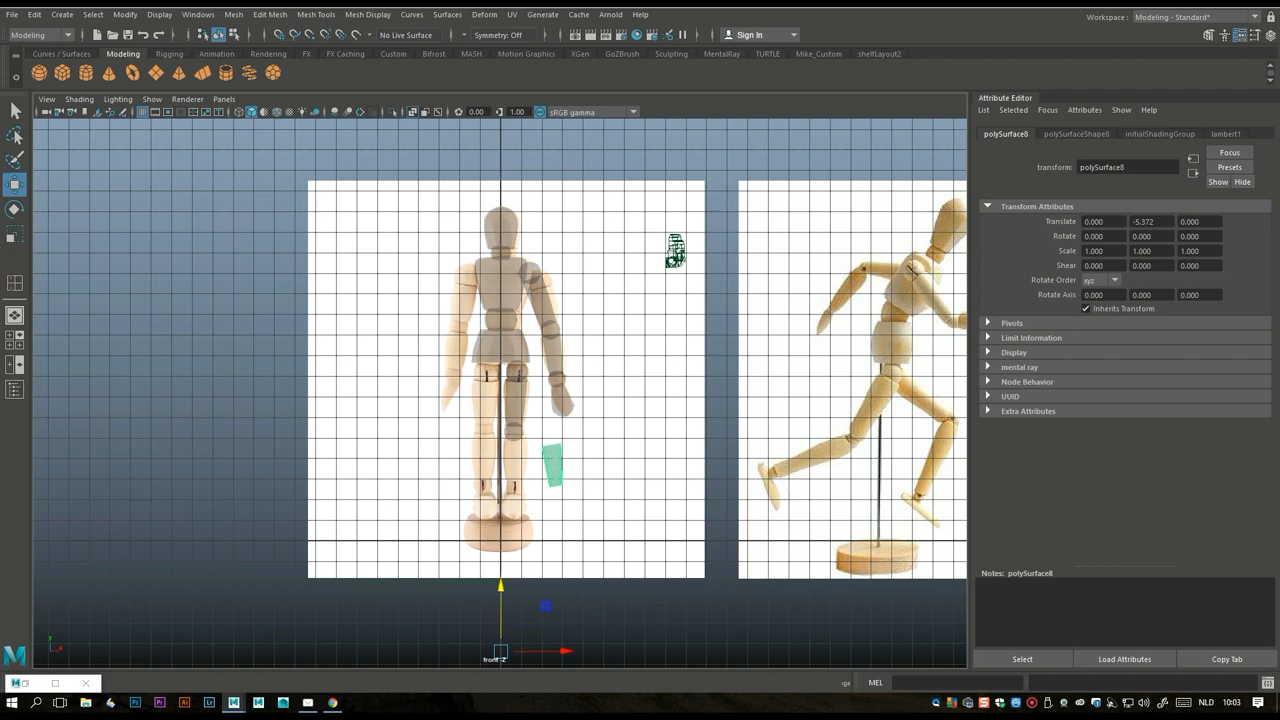 File Edit Create Select Modify Display Windows Mesh Edit Mesh Mesh Tools Mesh Display Curves Surfaces Deform UV Generate Cache Arnold Help
Workspace : Modeling - Standard*
Modeling
No Live Surface
Symmetry: Off
Sign In
Curves / Surfaces Modeling Rigging Animation Rendering FX FX Caching Custom Bifrost MASH Motion Graphics XGen GoZBrush Sculpting MentalRay TURTLE Mike_Custom shelfLayout2
View Shading Lighting Show Renderer Panels
0.00 1.00 sRGB gamma
Attribute Editor
List Selected Focus Attributes Show Help
polySurface8 polySurfaceShape8 initialShadingGroup lambert1
Focus
transform: polySurface8
Presets
Show Hide
Transform Attributes
Translate 0.000 -5.372 0.000
Rotate 0.000 0.000 0.000
Scale 1.000 1.000 1.000
Shear 0.000 0.000 0.000
Rotate Order xyz
Rotate Axis 0.000 0.000 0.000
Inherits Transform
Pivots
Limit Information
Display
mental ray
Node Behavior
UUID
Extra Attributes
Notes: polySurface8
y
x
front -Z
Select Load Attributes Copy Tab
MEL
NLD 10:03